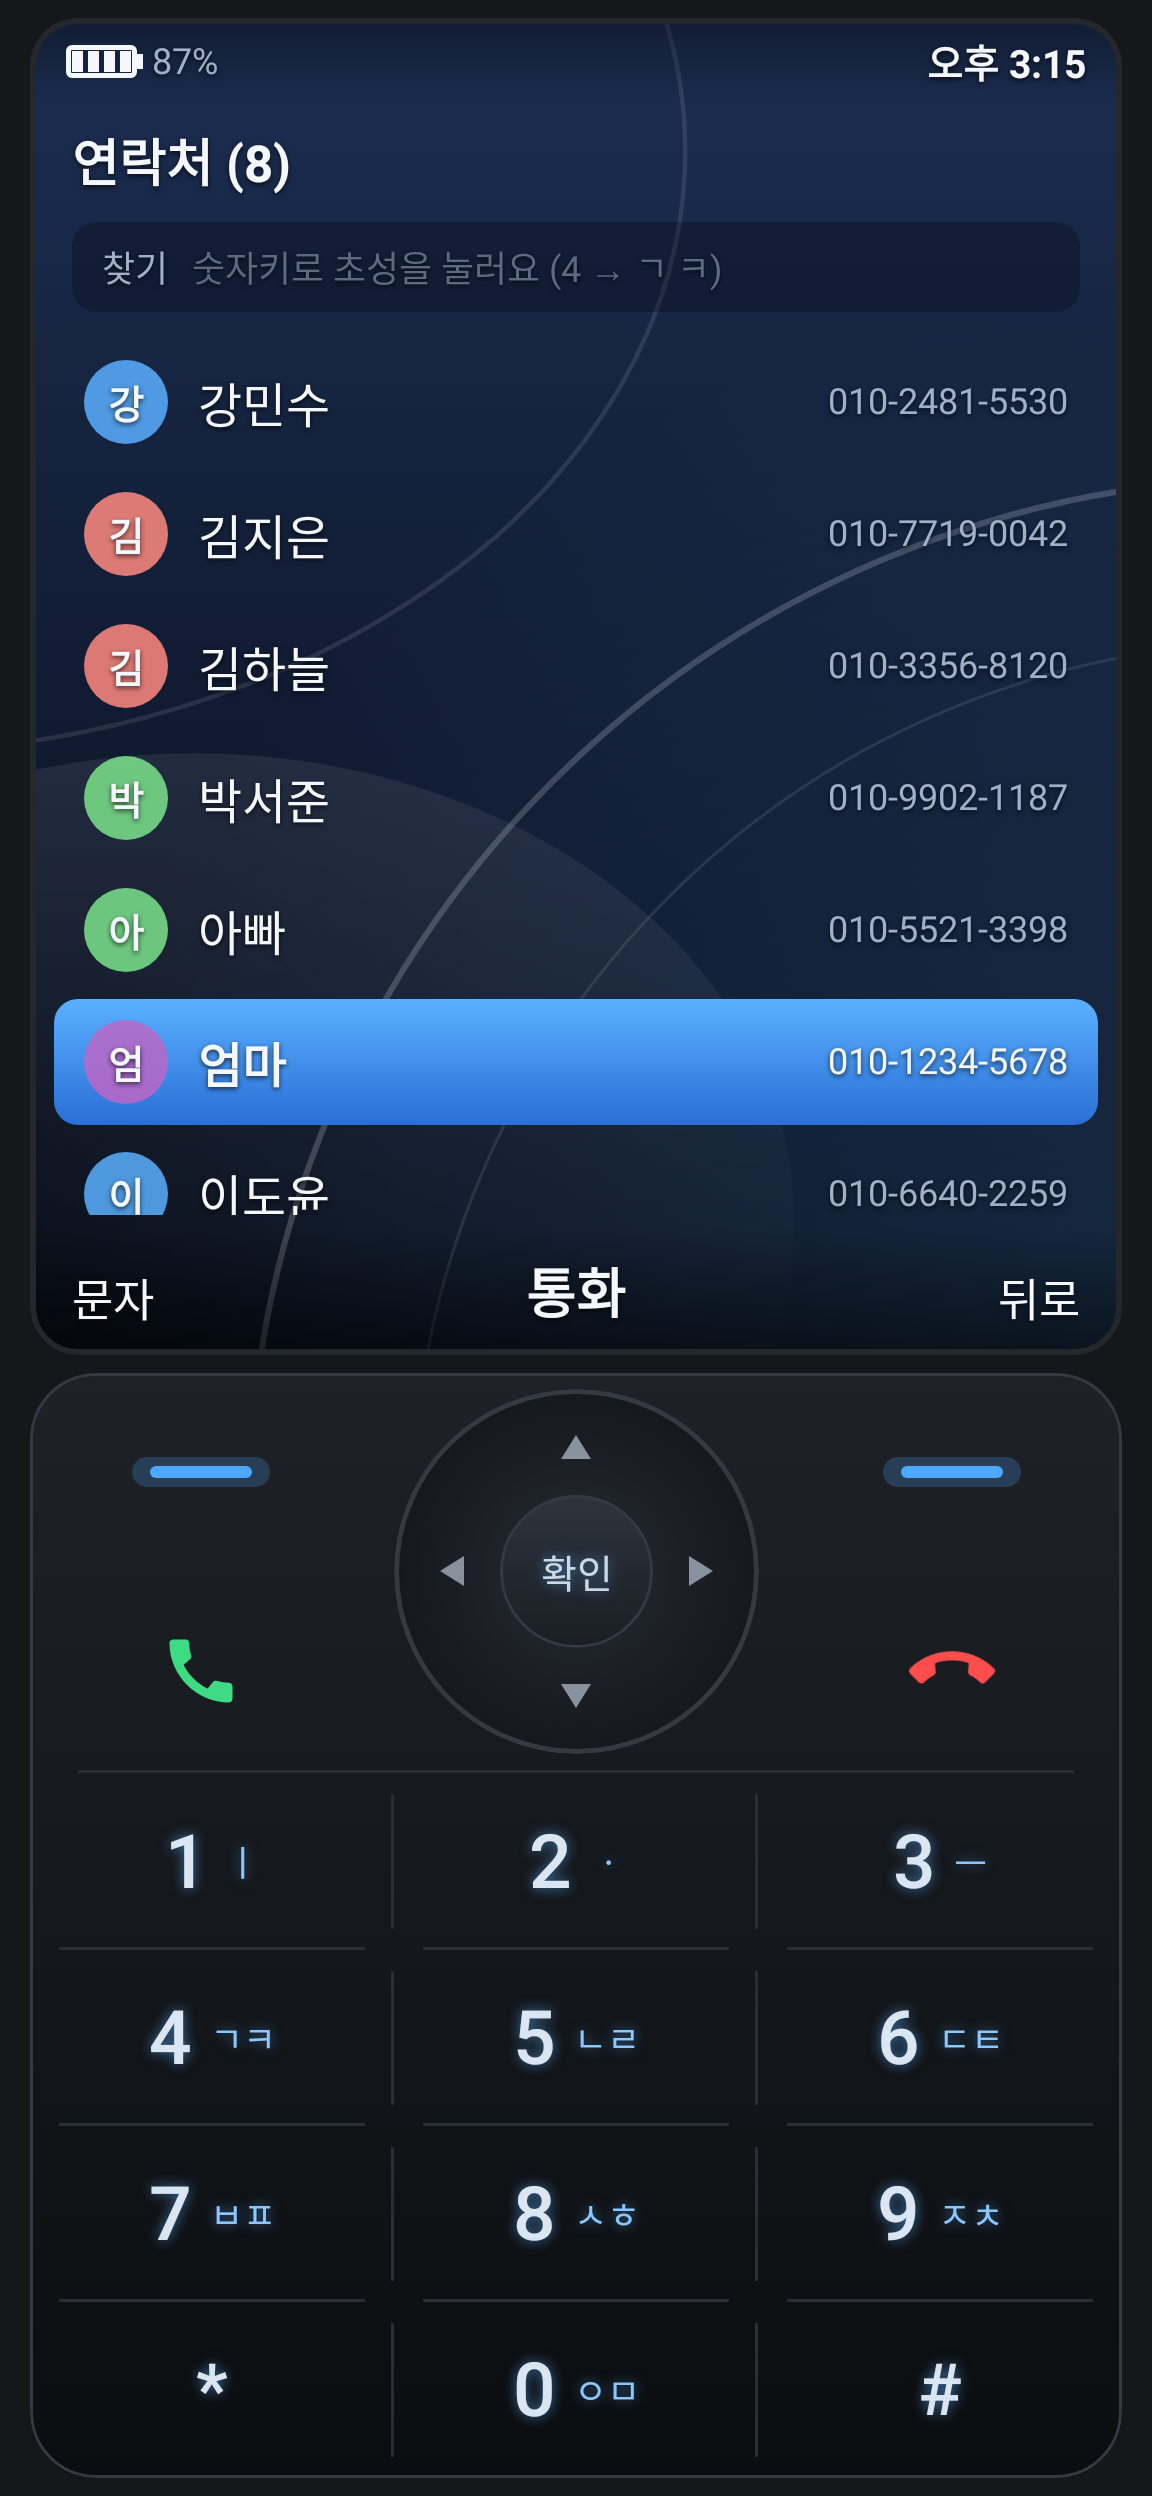 87% 오후 3:15
연락처 (8)
찾기 숫자키로 초성을 눌러요 (4 → ㄱ ㅋ)
강 강민수 010-2481-5530
김 김지은 010-7719-0042
김 김하늘 010-3356-8120
박 박서준 010-9902-1187
아 아빠 010-5521-3398
엄 엄마 010-1234-5678
이 이도유 010-6640-2259
문자 통화 뒤로
확인
1 ㅣ 2 · 3 ㅡ
4 ㄱㅋ 5 ㄴㄹ 6 ㄷㅌ
7 ㅂㅍ 8 ㅅㅎ 9 ㅈㅊ
* 0 ㅇㅁ #